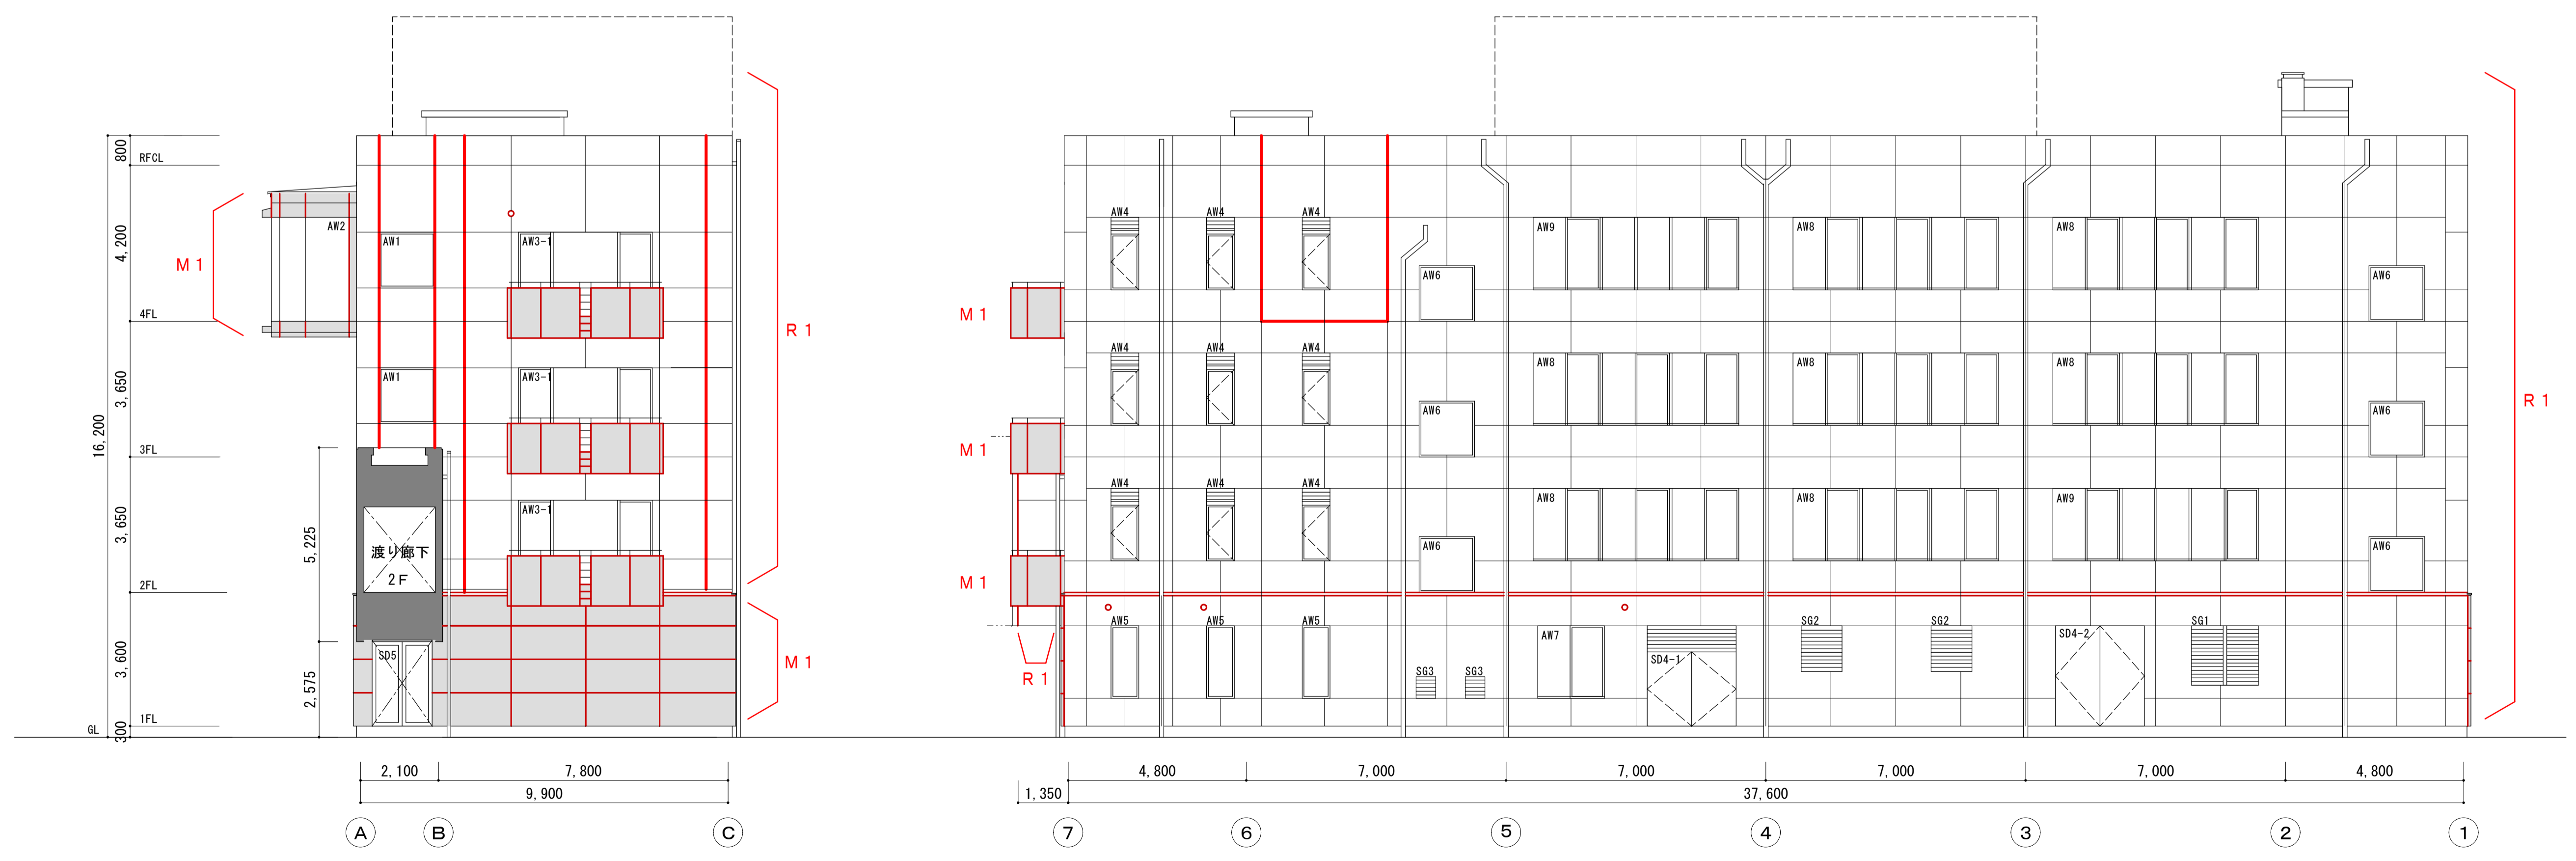 800
RFCL
4,200
AW2
AW1
AW3-1
M1
4FL
R1
AW1
AW3-1
3,650
16,200
3FL
AW3-1
3,650
5,225
渡り廊下
2F
2FL
3,600
SD5
M1
2,575
1FL
300
GL
2,100
7,800
9,900
A
B
C
AW4
AW4
AW4
AW9
AW8
AW8
AW6
AW6
M1
R1
AW4
AW4
AW4
AW8
AW8
AW8
AW6
AW6
M1
AW4
AW4
AW4
AW8
AW8
AW9
AW6
AW6
M1
AW5
AW5
AW5
SG2
SG2
SG1
AW7
SD4-2
SD4-1
SG3
SG3
R1
4,800
7,000
7,000
7,000
7,000
4,800
1,350
37,600
7
6
5
4
3
2
1